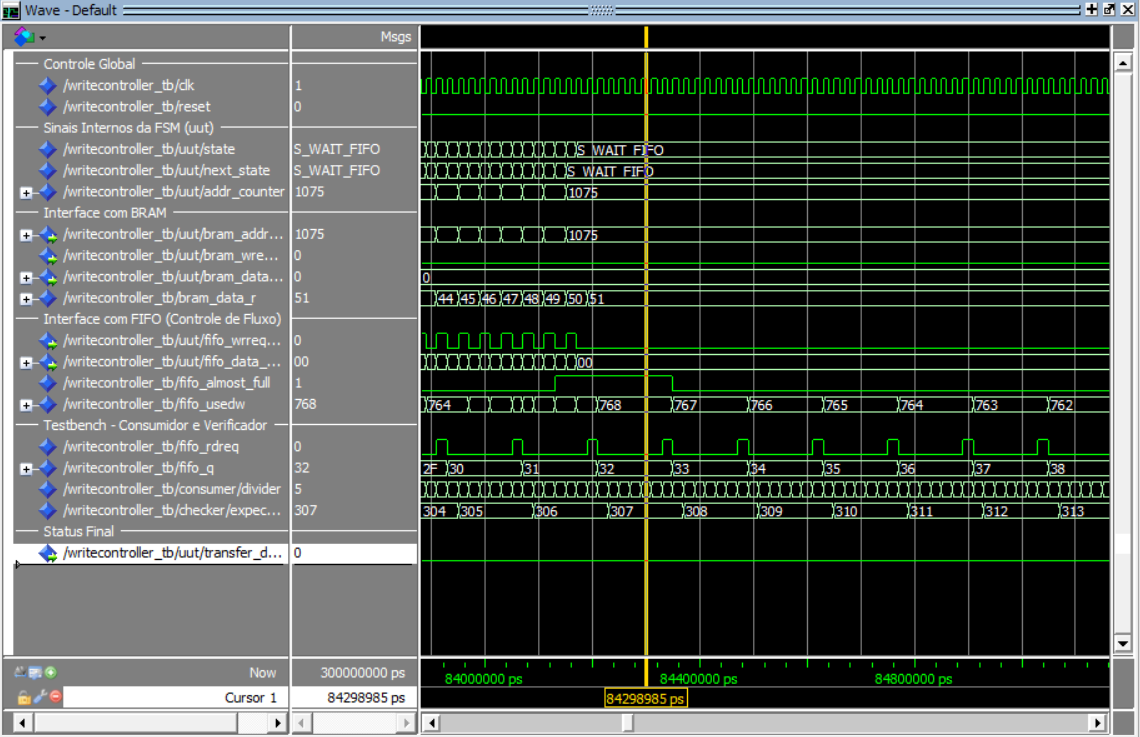 Wave - Default
Msgs
Controle Global
/writecontroller_tb/clk 1
/writecontroller_tb/reset 0
Sinais Internos da FSM (uut)
/writecontroller_tb/uut/state S_WAIT_FIFO S_WAIT_FIFO
/writecontroller_tb/uut/next_state S_WAIT_FIFO S_WAIT_FIFO
/writecontroller_tb/uut/addr_counter 1075 1075
Interface com BRAM
/writecontroller_tb/uut/bram_addr... 1075 1075
/writecontroller_tb/uut/bram_wre... 0
/writecontroller_tb/uut/bram_data... 0 0
/writecontroller_tb/bram_data_r 51 44 45 46 47 48 49 50 51
Interface com FIFO (Controle de Fluxo)
/writecontroller_tb/uut/fifo_wrreq... 0
/writecontroller_tb/uut/fifo_data_... 00 00
/writecontroller_tb/fifo_almost_full 1
/writecontroller_tb/fifo_usedw 768 764 768 767 766 765 764 763 762
Testbench - Consumidor e Verificador
/writecontroller_tb/fifo_rdreq 0
/writecontroller_tb/fifo_q 32 2F 30 31 32 33 34 35 36 37 38
/writecontroller_tb/consumer/divider 5
/writecontroller_tb/checker/expec... 307 304 305 306 307 308 309 310 311 312 313
Status Final
/writecontroller_tb/uut/transfer_d... 0
Now 300000000 ps 84000000 ps 84400000 ps 84800000 ps
Cursor 1 84298985 ps 84298985 ps